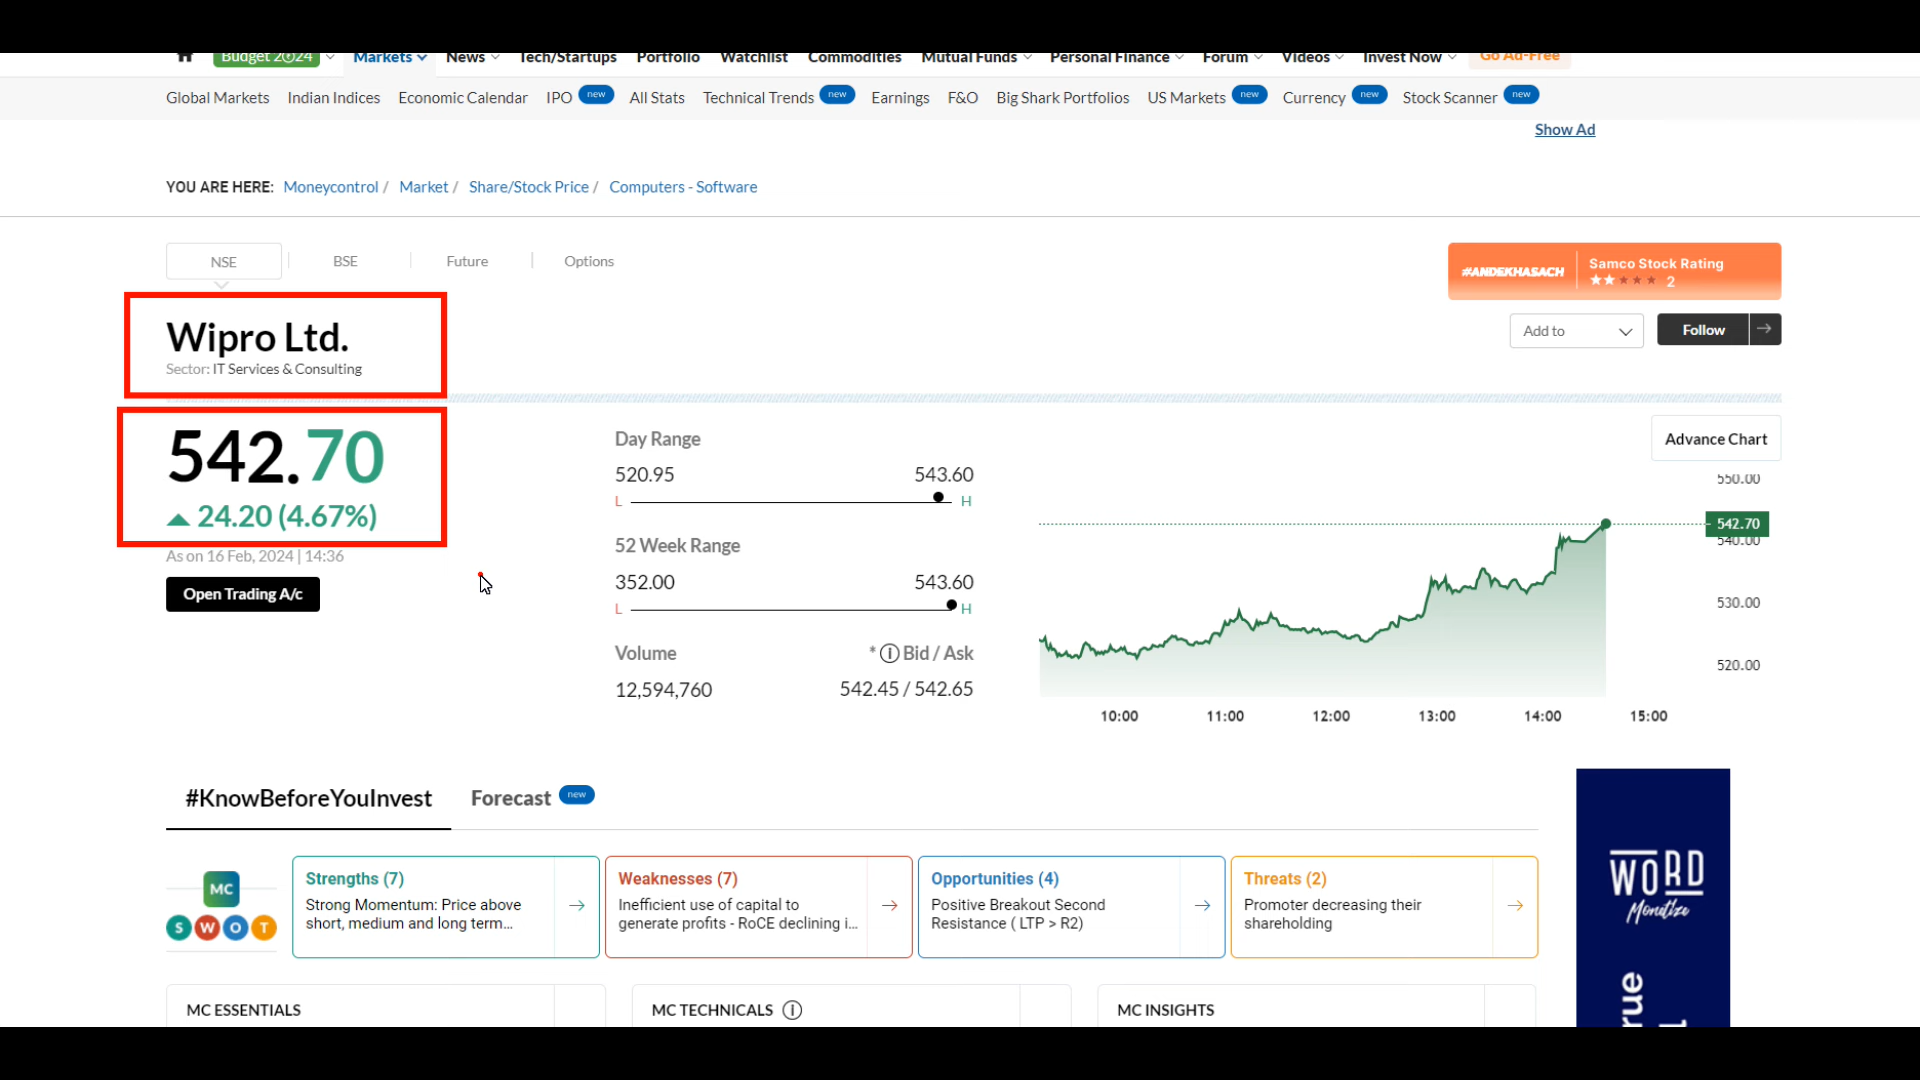 Budget 2024 Markets News Tech/Startups Portfolio Watchlist Commodities Mutual Funds Personal Finance Forum Videos Invest Now Go Ad-Free
Global Markets Indian Indices Economic Calendar IPO new All Stats Technical Trends new Earnings F&O Big Shark Portfolios US Markets new Currency new Stock Scanner new
Show Ad
YOU ARE HERE: Moneycontrol / Market / Share/Stock Price / Computers - Software
NSE BSE Future Options
#ANDEKHASACH Samco Stock Rating
2
Wipro Ltd.
Sector: IT Services & Consulting
Add to Follow
542.70
24.20 (4.67%)
As on 16 Feb, 2024 | 14:36
Open Trading A/c
Day Range
520.95 543.60
L H
52 Week Range
352.00 543.60
L H
Volume * Bid / Ask
12,594,760 542.45 / 542.65
Advance Chart
550.00
542.70
540.00
530.00
520.00
10:00 11:00 12:00 13:00 14:00 15:00
#KnowBeforeYouInvest Forecast new
MC
S W O T
Strengths (7)
Strong Momentum: Price above
short, medium and long term...
Weaknesses (7)
Inefficient use of capital to
generate profits - RoCE declining i...
Opportunities (4)
Positive Breakout Second
Resistance ( LTP > R2)
Threats (2)
Promoter decreasing their
shareholding
WORD
Monetize
MC ESSENTIALS MC TECHNICALS MC INSIGHTS